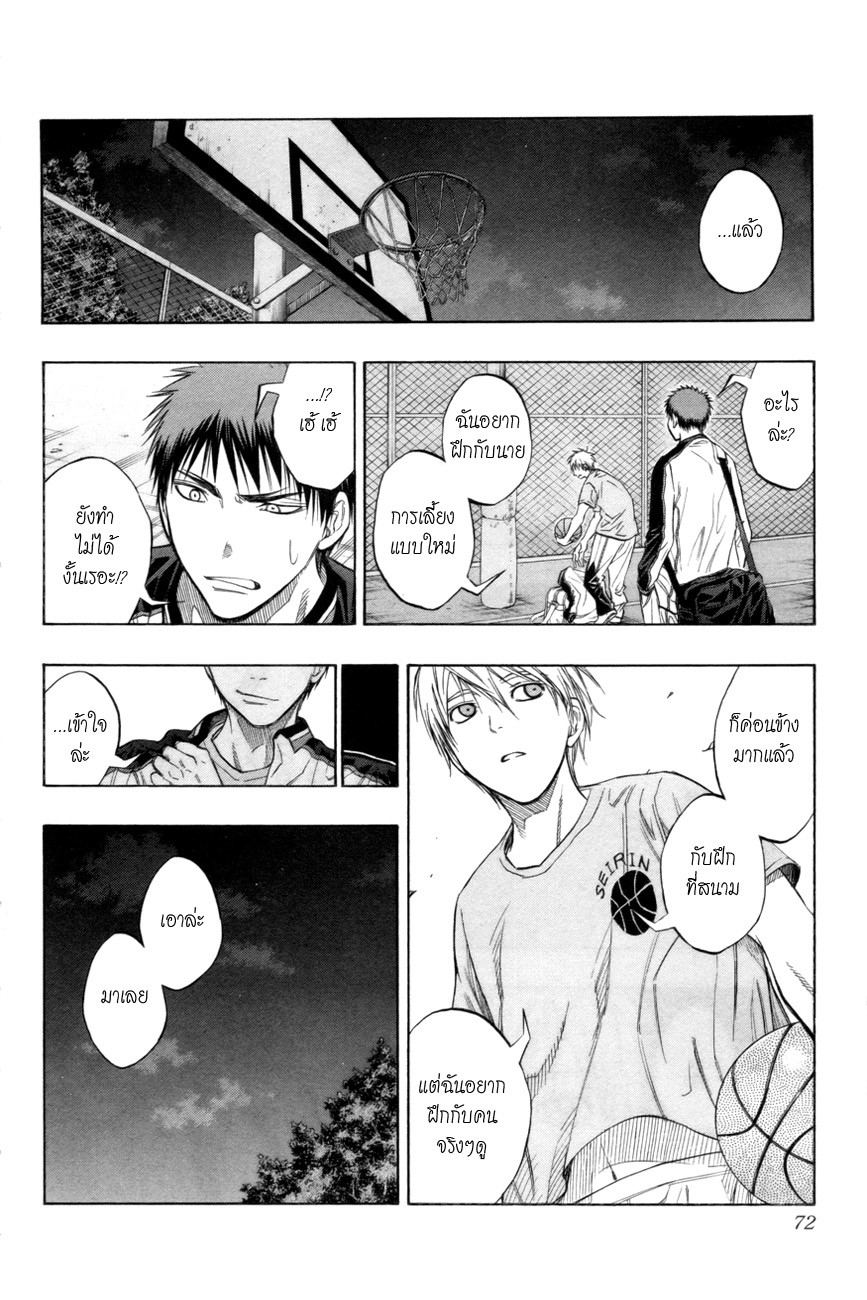 ...แล้ว
อะไร
ล่ะ?
ฉันอยาก
ฝึกกับนาย
การเลี้ยง
แบบใหม่
...!?
เฮ้ เฮ้
ยังทำ
ไม่ได้
งั้นเรอะ!?
ก็ค่อนข้าง
มากแล้ว
กับฝึก
ที่สนาม
SEIRIN
แต่ฉันอยาก
ฝึกกับคน
จริงๆดู
...เข้าใจ
ล่ะ
เอาล่ะ
มาเลย
72